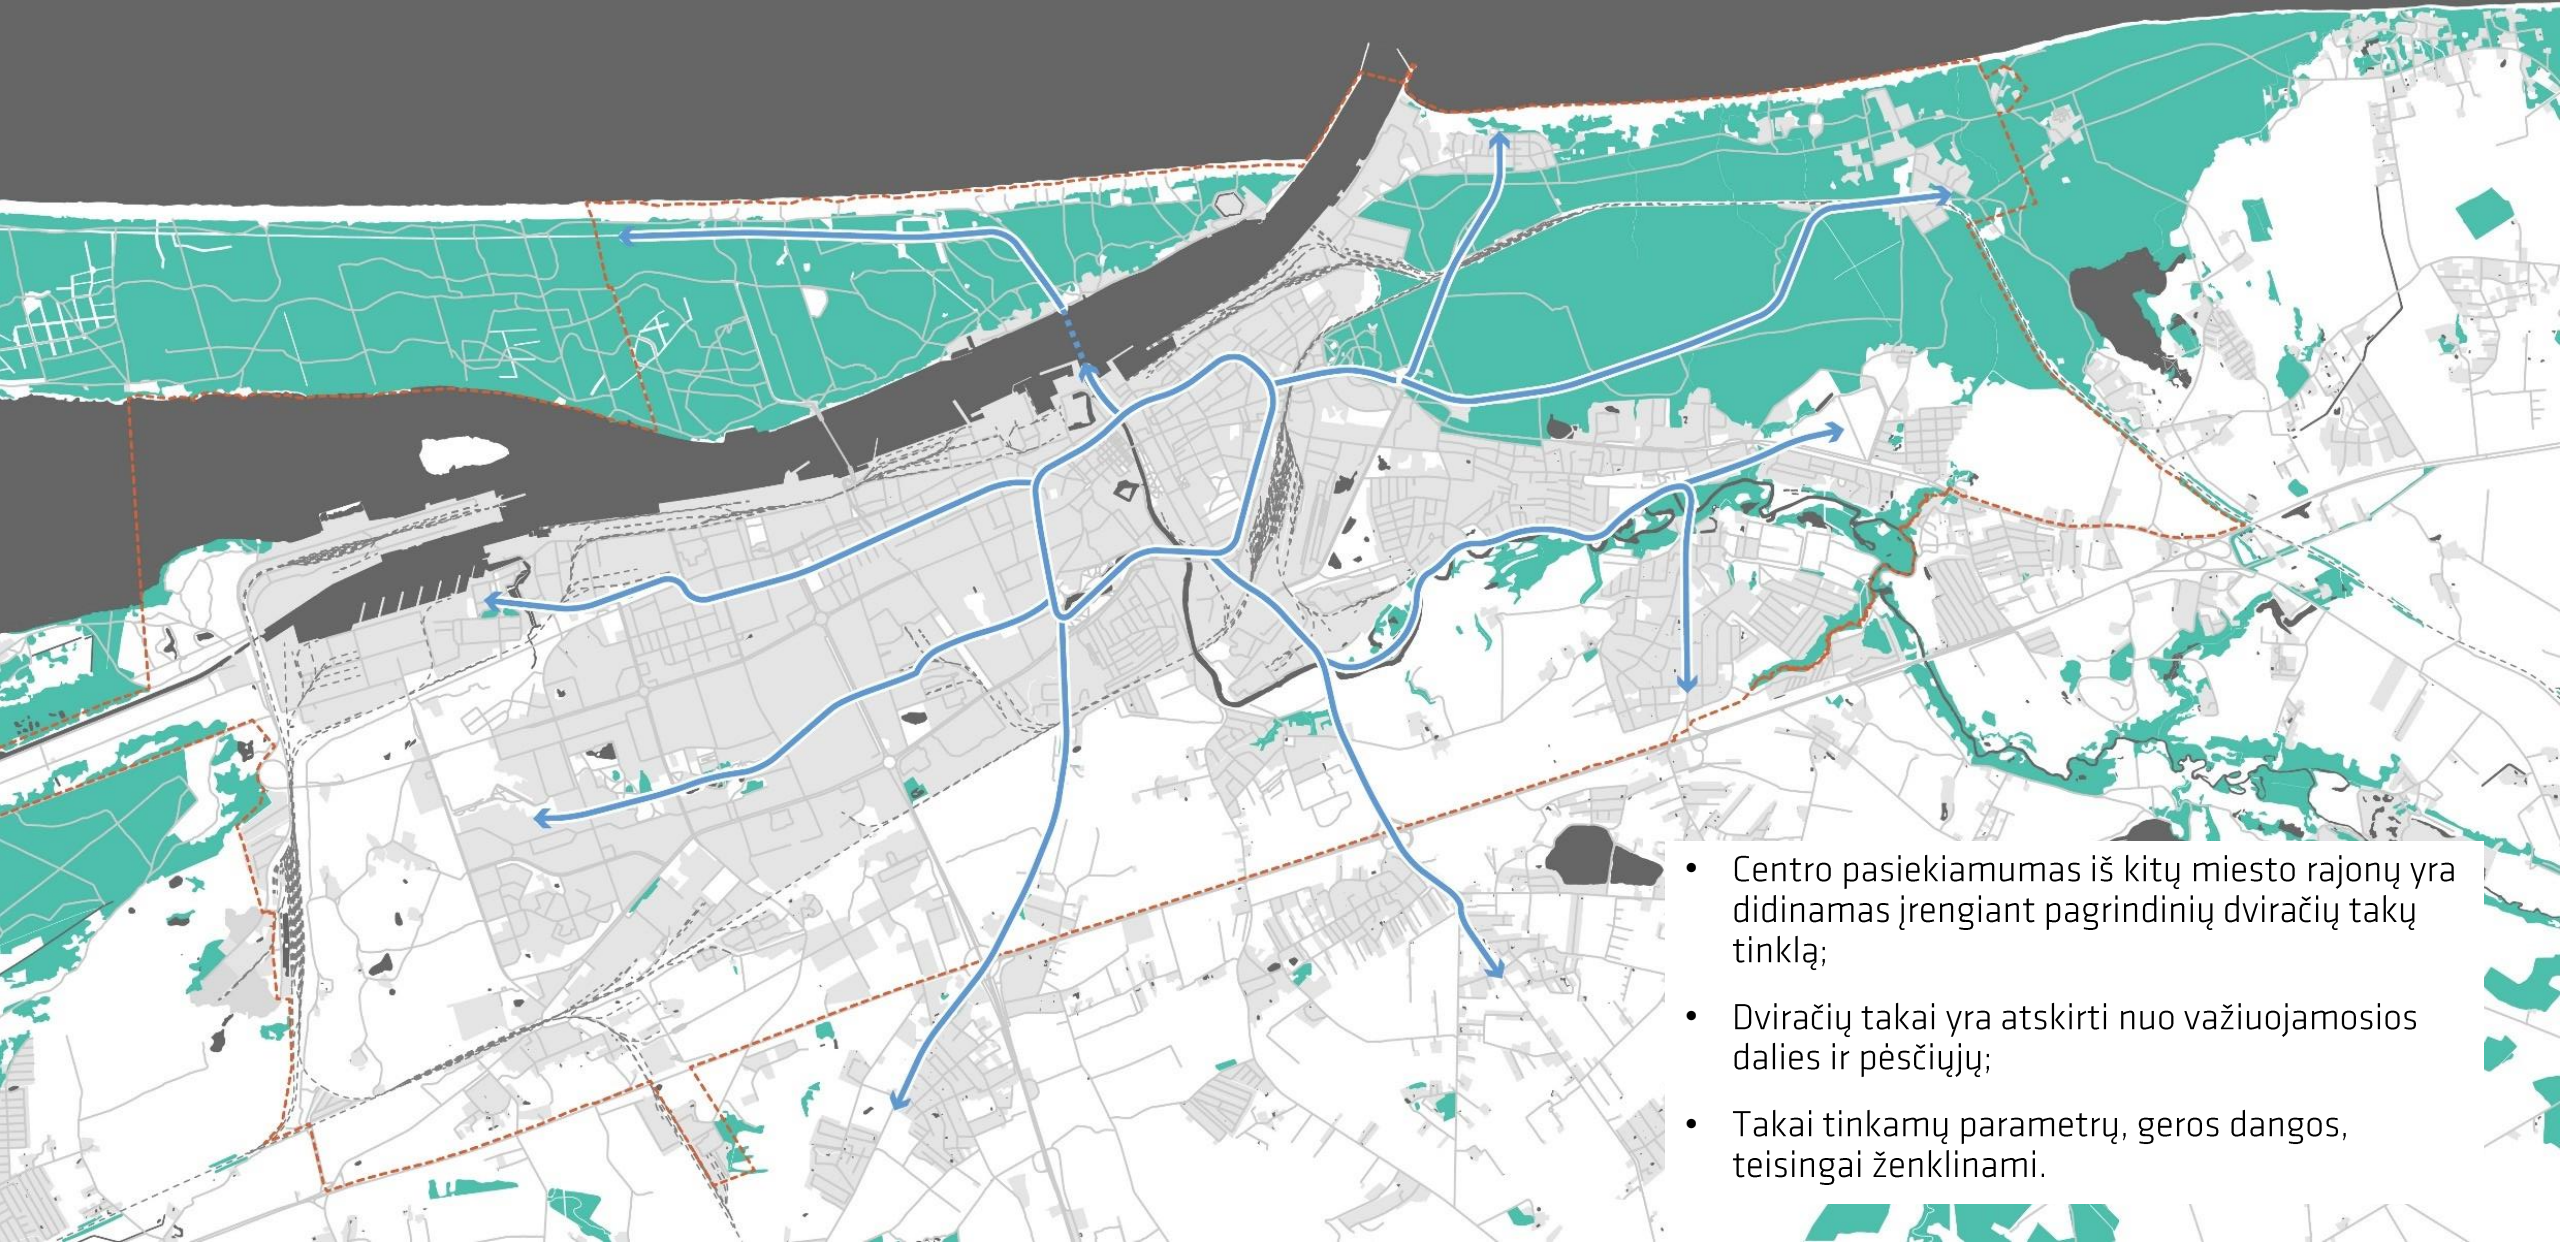 • Centro pasiekiamumas iš kitų miesto rajonų yra
didinamas įrengiant pagrindinių dviračių takų
tinklą;
• Dviračių takai yra atskirti nuo važiuojamosios
dalies ir pėsčiųjų;
• Takai tinkamų parametrų, geros dangos,
teisingai ženklinami.